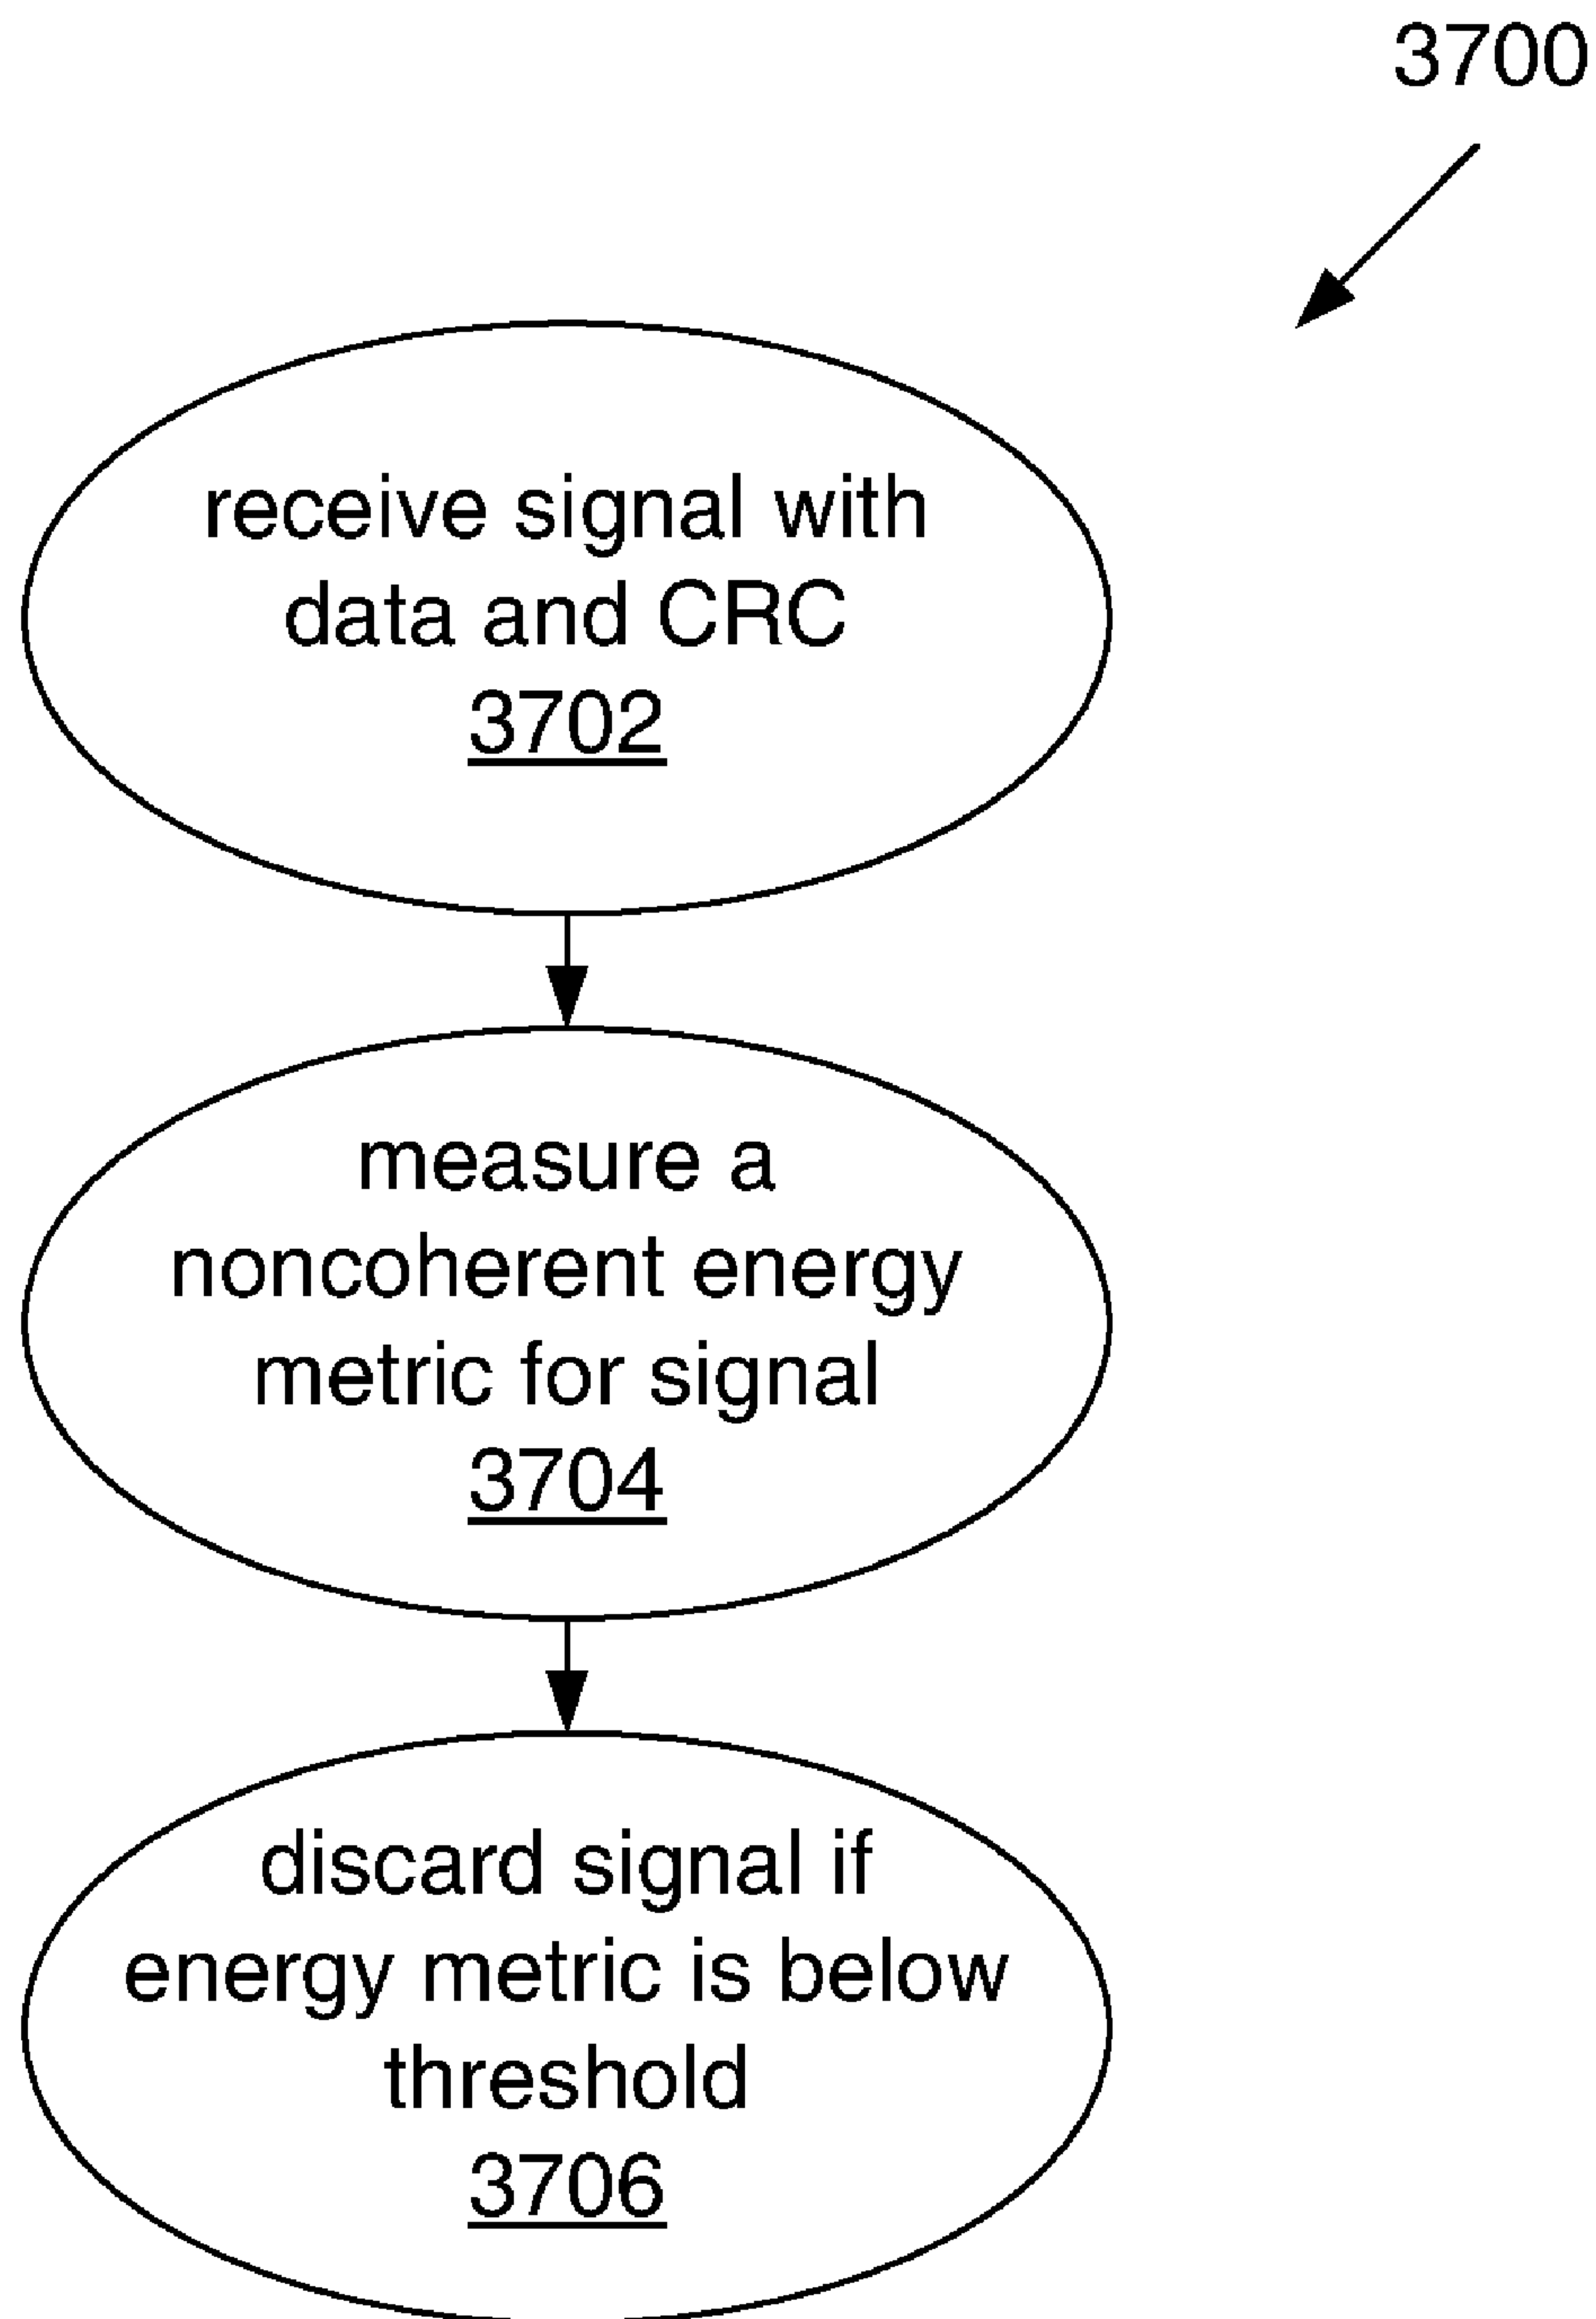 3700
receive signal with
data and CRC
3702
measure a
noncoherent energy
metric for signal
3704
discard signal if
energy metric is below
threshold
3706